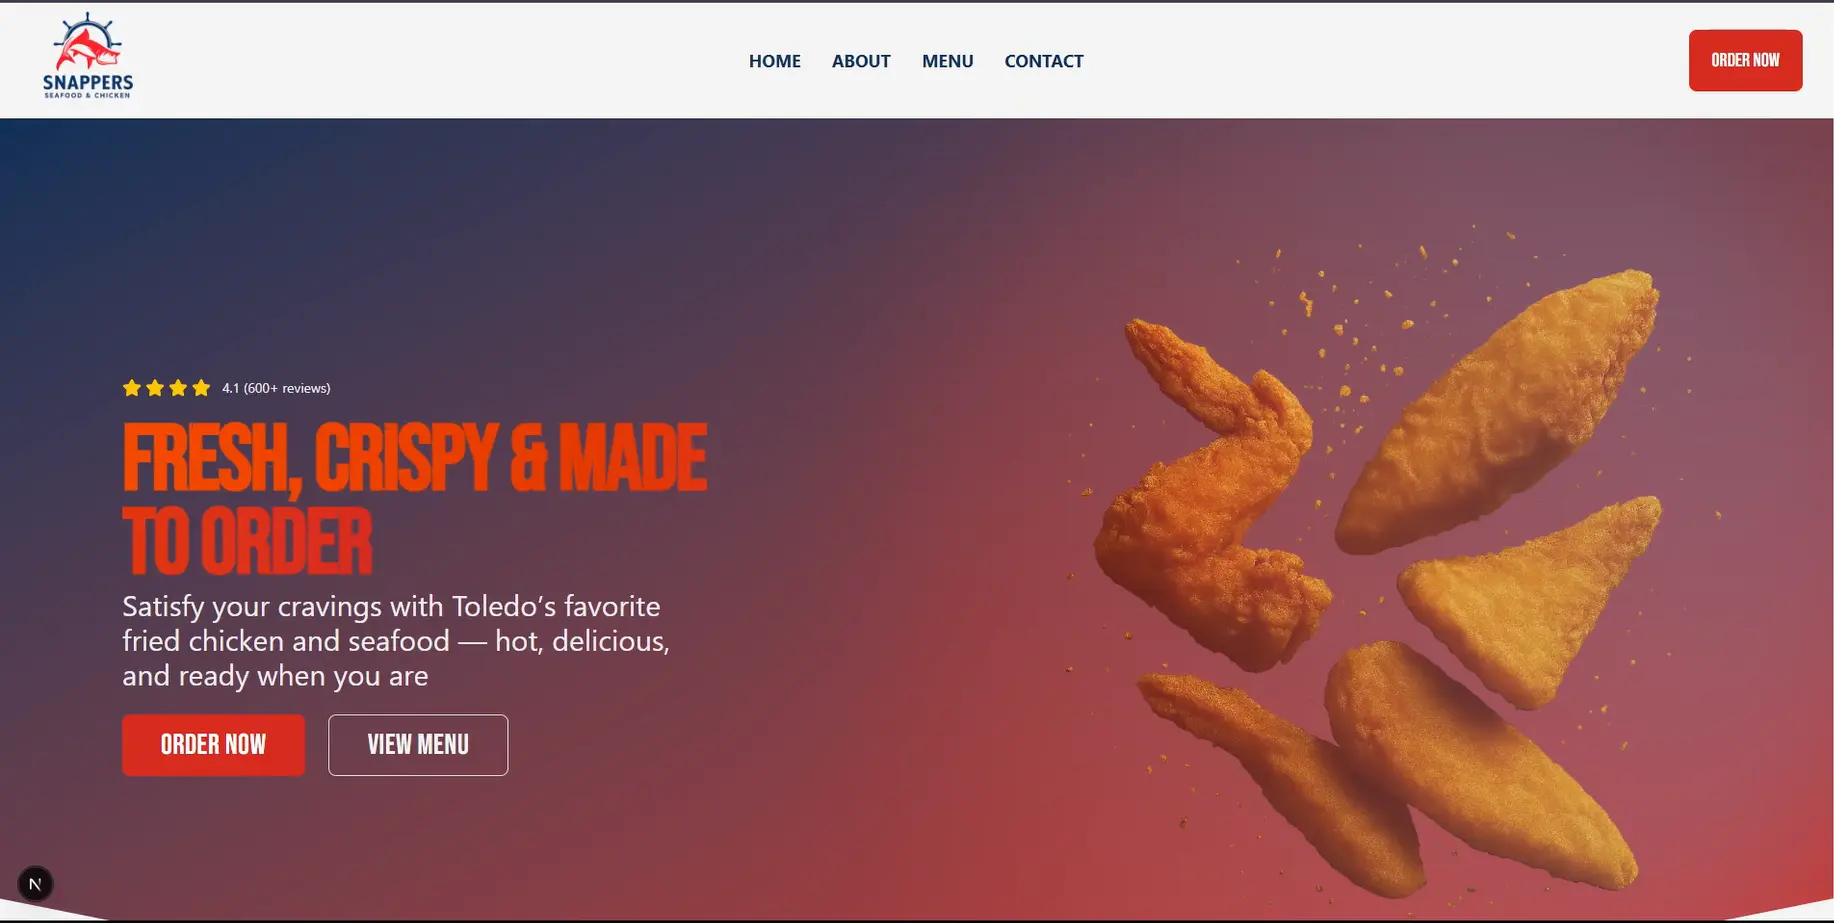 SNAPPERS
SEAFOOD & CHICKEN
HOME
ABOUT
MENU
CONTACT
ORDER NOW
4.1 (600+ reviews)
FRESH, CRISPY & MADE
TO ORDER
Satisfy your cravings with Toledo’s favorite
fried chicken and seafood — hot, delicious,
and ready when you are
ORDER NOW
VIEW MENU
N